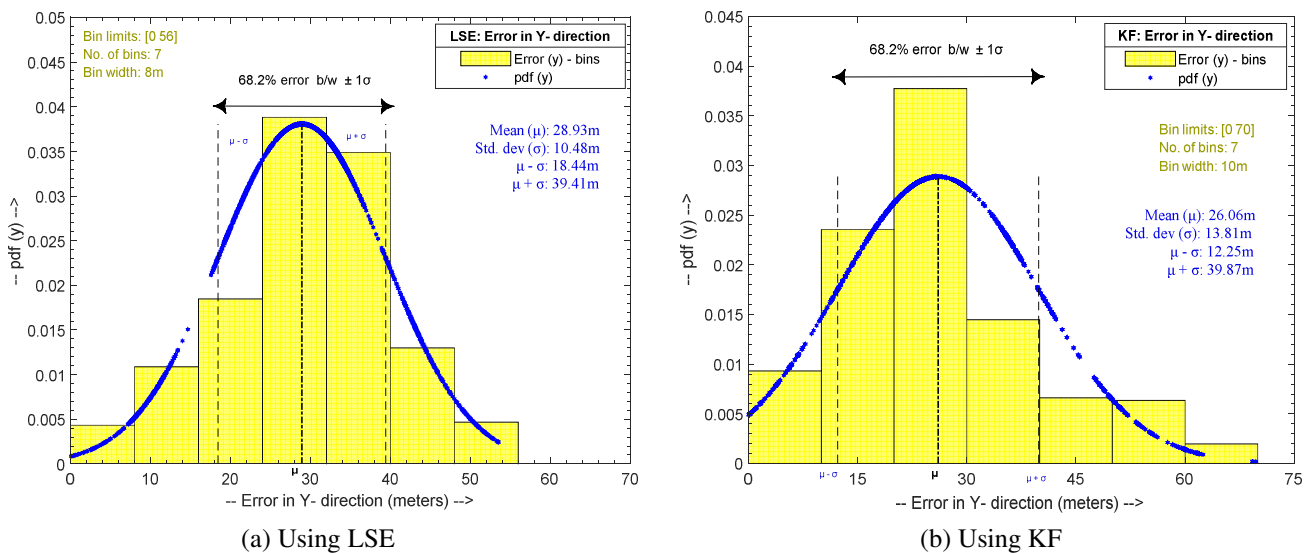 0.05
0.045
0.04
0.035
0.03
0.025
0.02
0.015
0.01
0.005
0
-- pdf (y) -->
Bin limits: [0 56]
No. of bins: 7
Bin width: 8m
LSE: Error in Y- direction
Error (y) - bins
pdf (y)
68.2% error b/w ± 1σ
μ - σ
μ + σ
Mean (μ): 28.93m
Std. dev (σ): 10.48m
μ - σ: 18.44m
μ + σ: 39.41m
0 10 20 30 40 50 60 70
μ
-- Error in Y- direction (meters) -->
(a) Using LSE
0.045
0.04
0.035
0.03
0.025
0.02
0.015
0.01
0.005
0
-- pdf (y) -->
KF: Error in Y- direction
Error (y) - bins
pdf (y)
68.2% error b/w ± 1σ
Bin limits: [0 70]
No. of bins: 7
Bin width: 10m
Mean (μ): 26.06m
Std. dev (σ): 13.81m
μ - σ: 12.25m
μ + σ: 39.87m
0 15 30 45 60 75
μ - σ μ μ + σ
-- Error in Y- direction (meters) -->
(b) Using KF